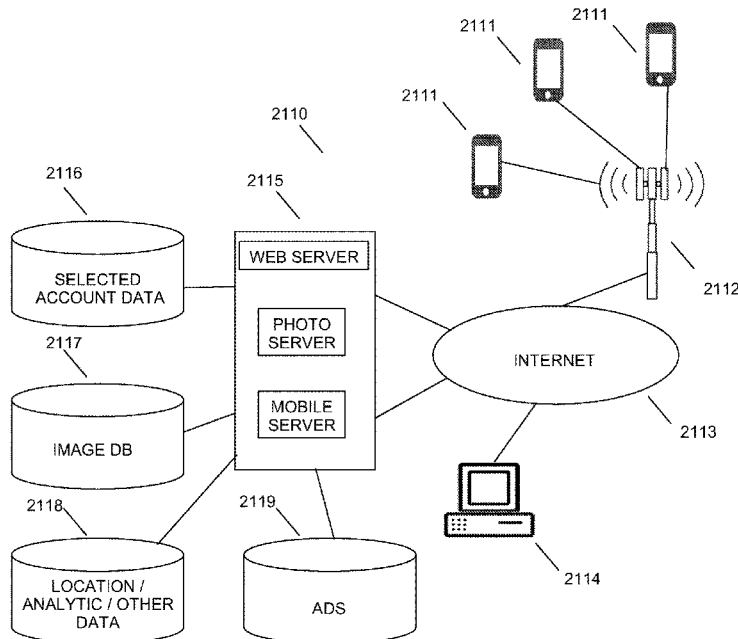 2111
2111
2111
2110
2116
2115
SELECTED
ACCOUNT DATA
WEB SERVER
2112
PHOTO
SERVER
2117
INTERNET
MOBILE
SERVER
IMAGE DB
2113
2118
2119
2114
LOCATION /
ANALYTIC / OTHER
DATA
ADS